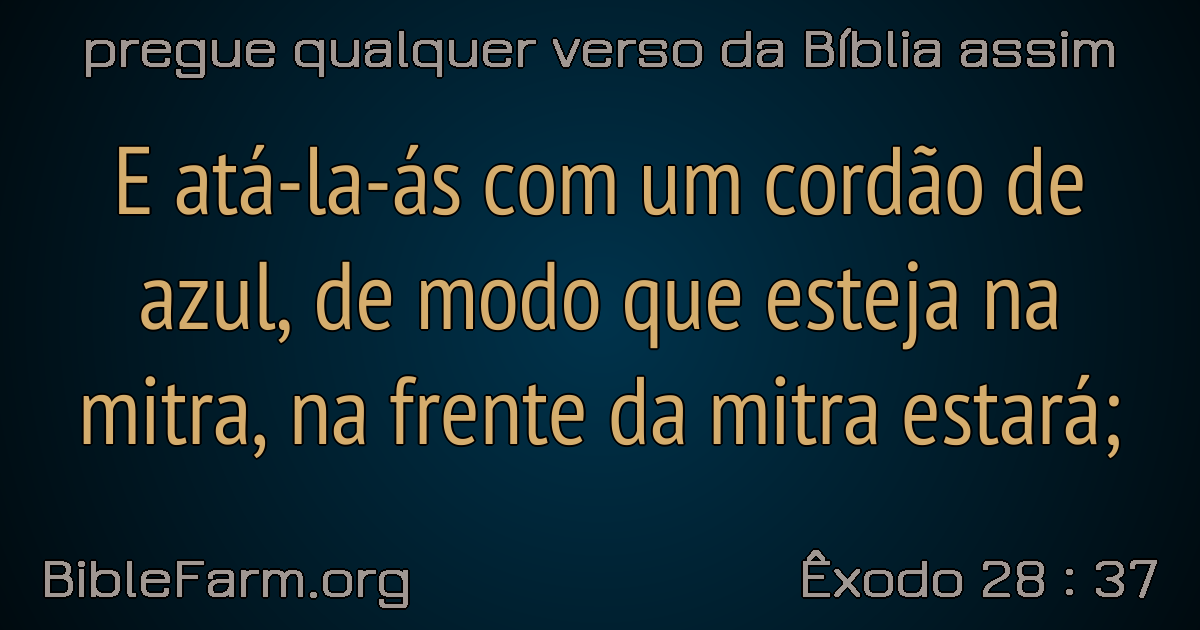 pregue qualquer verso da Bíblia assim
E atá-la-ás com um cordão de
azul, de modo que esteja na
mitra, na frente da mitra estará;
BibleFarm.org
Êxodo 28 : 37